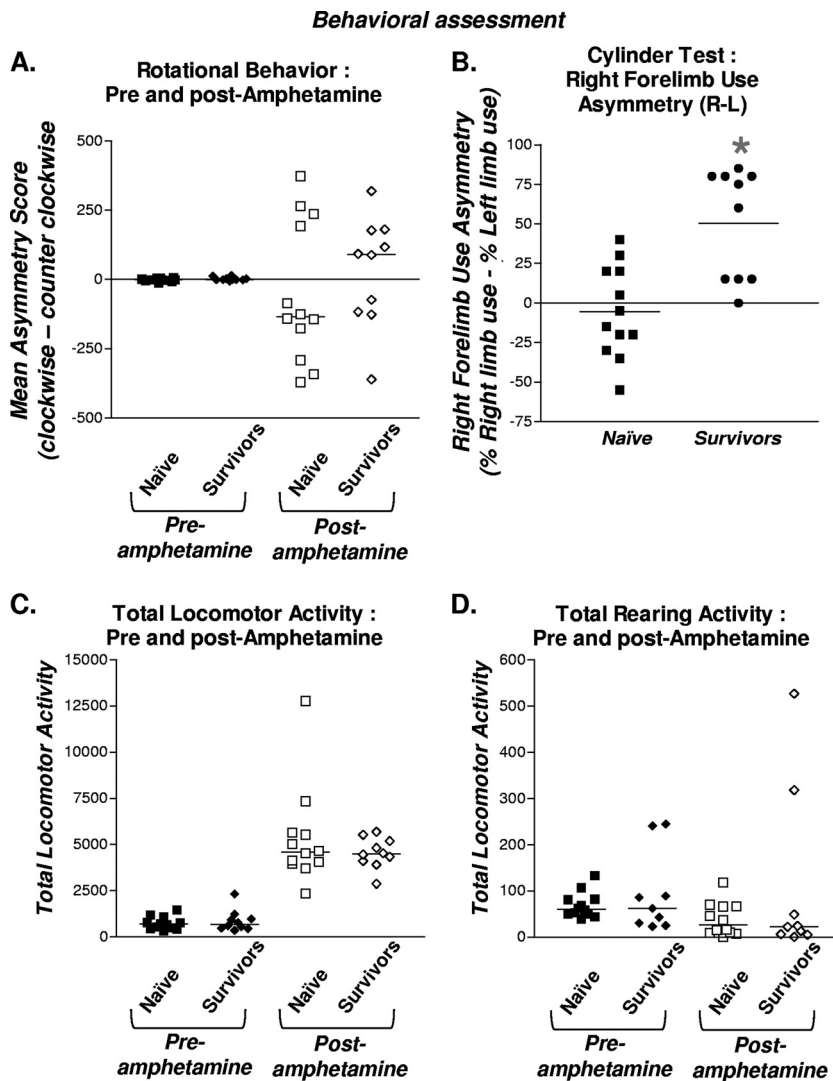 Behavioral assessment
A.
Rotational Behavior :
Pre and post-Amphetamine
Mean Asymmetry Score
(clockwise – counter clockwise
500
250
0
-250
-500
Naïve
Survivors
Naïve
Survivors
Pre-
amphetamine
Post-
amphetamine
B.
Cylinder Test :
Right Forelimb Use
Asymmetry (R-L)
Right Forelimb Use Asymmetry
(% Right limb use - % Left limb use)
100
75
50
25
0
-25
-50
-75
*
Naïve
Survivors
C.
Total Locomotor Activity :
Pre and post-Amphetamine
Total Locomotor Activity
15000
12500
10000
7500
5000
2500
0
Naïve
Survivors
Naïve
Survivors
Pre-
amphetamine
Post-
amphetamine
D.
Total Rearing Activity :
Pre and post-Amphetamine
Total Locomotor Activity
600
500
400
300
200
100
0
Naïve
Survivors
Naïve
Survivors
Pre-
amphetamine
Post-
amphetamine